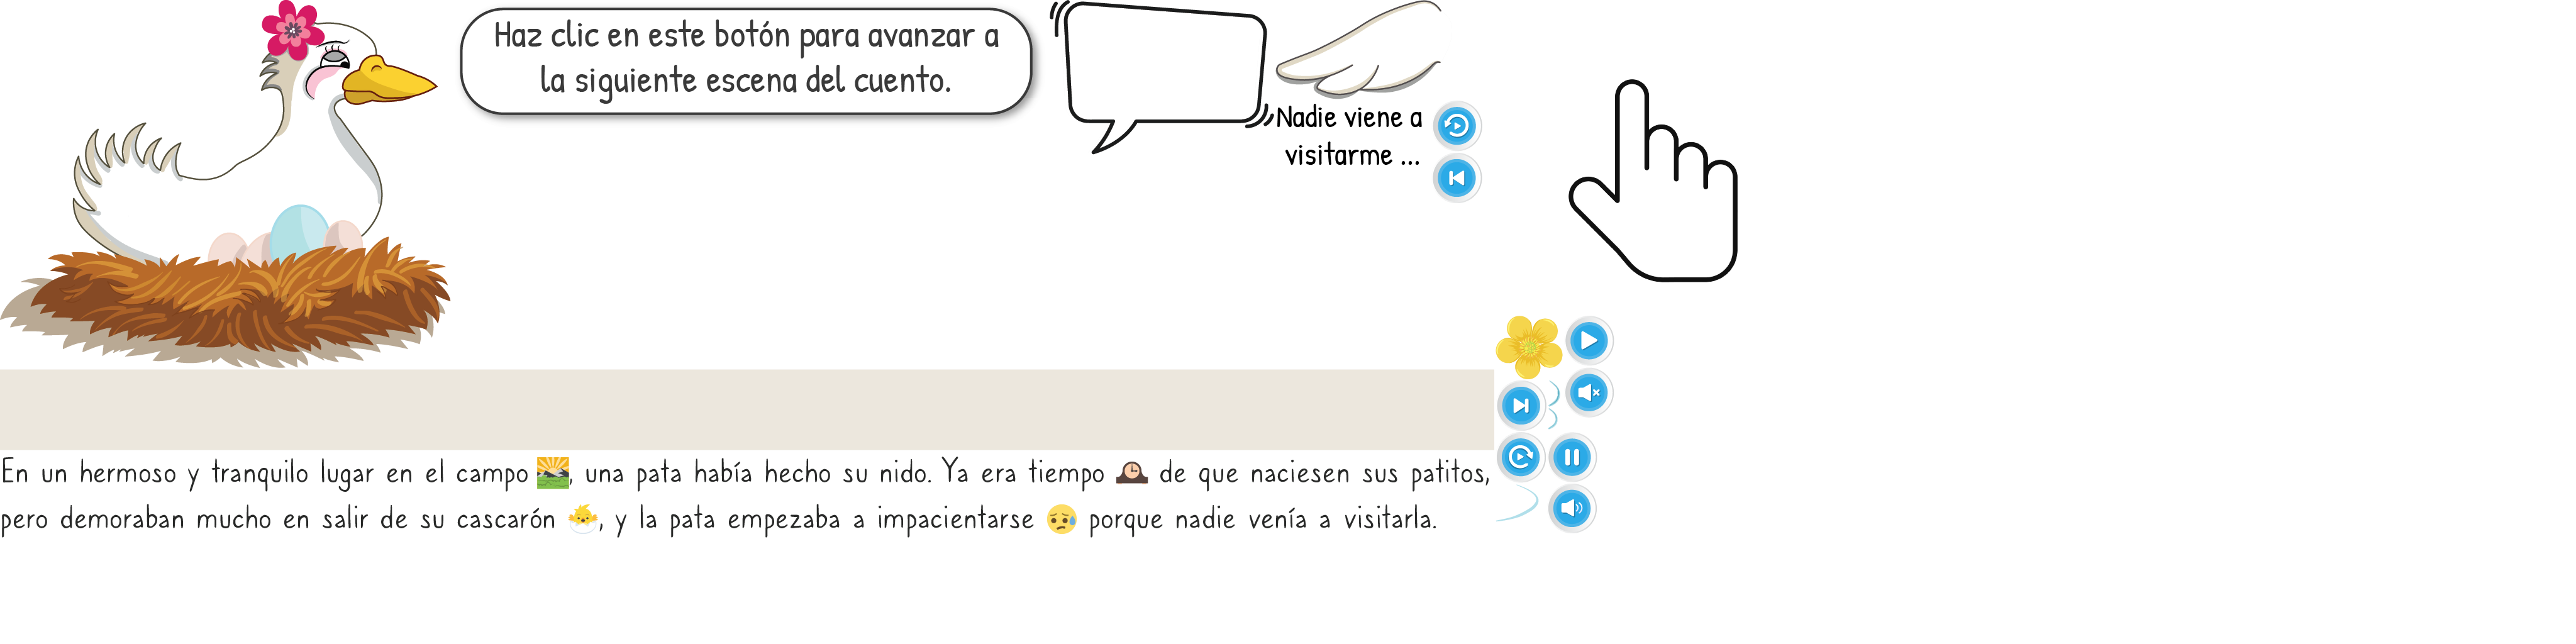 Haz clic en este botón para avanzar a
la siguiente escena del cuento.
Nadie viene a
visitarme ...
En un hermoso y tranquilo lugar en el campo 🌄, una pata había hecho su nido. Ya era tiempo 🕰️ de que naciesen sus patitos,
pero demoraban mucho en salir de su cascarón 🐣, y la pata empezaba a impacientarse 😥 porque nadie venía a visitarla.